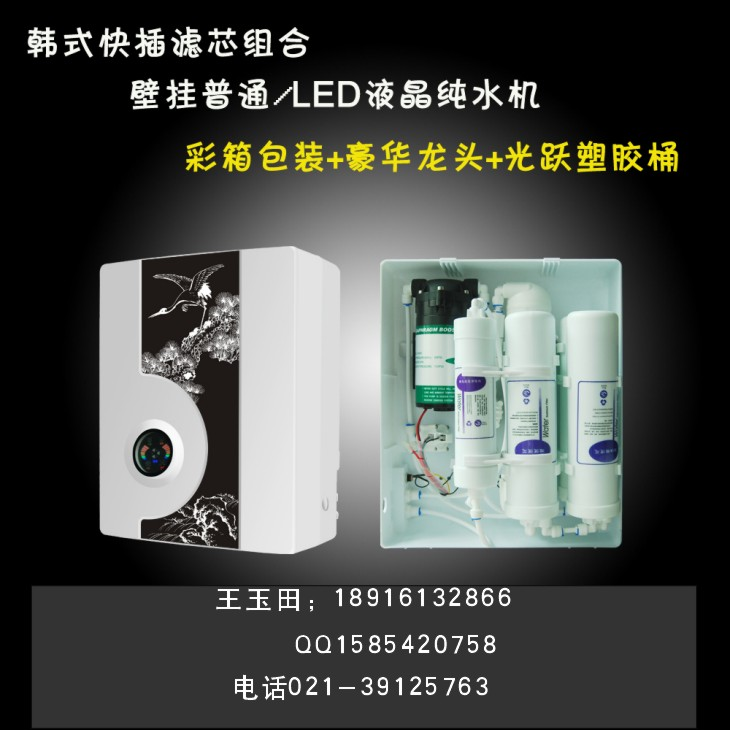 韩式快插滤芯组合
壁挂普通/LED液晶纯水机
彩箱包装+豪华龙头+光跃塑胶桶
王玉田；18916132866
QQ1585420758
电话021-39125763